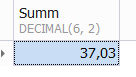 Summ
DECIMAL(6, 2)
37,03